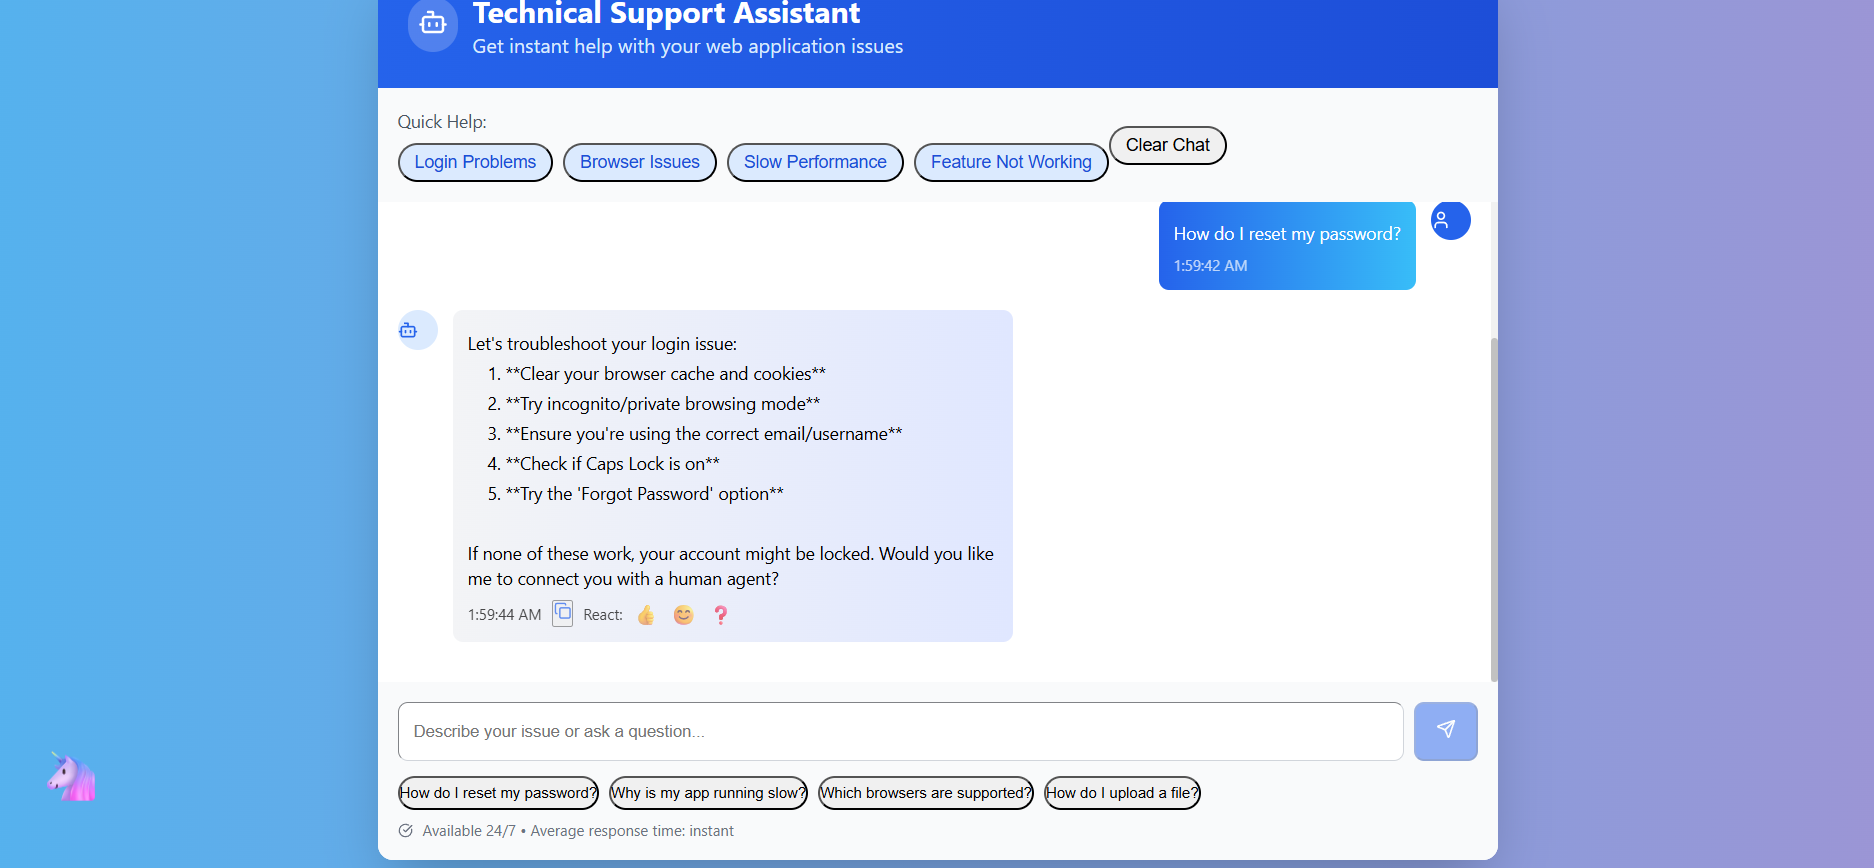 Technical Support Assistant
Get instant help with your web application issues
Quick Help:
Login Problems
Browser Issues
Slow Performance
Feature Not Working
Clear Chat
How do I reset my password?
1:59:42 AM
Let's troubleshoot your login issue:
1. **Clear your browser cache and cookies**
2. **Try incognito/private browsing mode**
3. **Ensure you're using the correct email/username**
4. **Check if Caps Lock is on**
5. **Try the 'Forgot Password' option**
If none of these work, your account might be locked. Would you like
me to connect you with a human agent?
1:59:44 AM
React:
Describe your issue or ask a question...
How do I reset my password?
Why is my app running slow?
Which browsers are supported?
How do I upload a file?
Available 24/7 • Average response time: instant